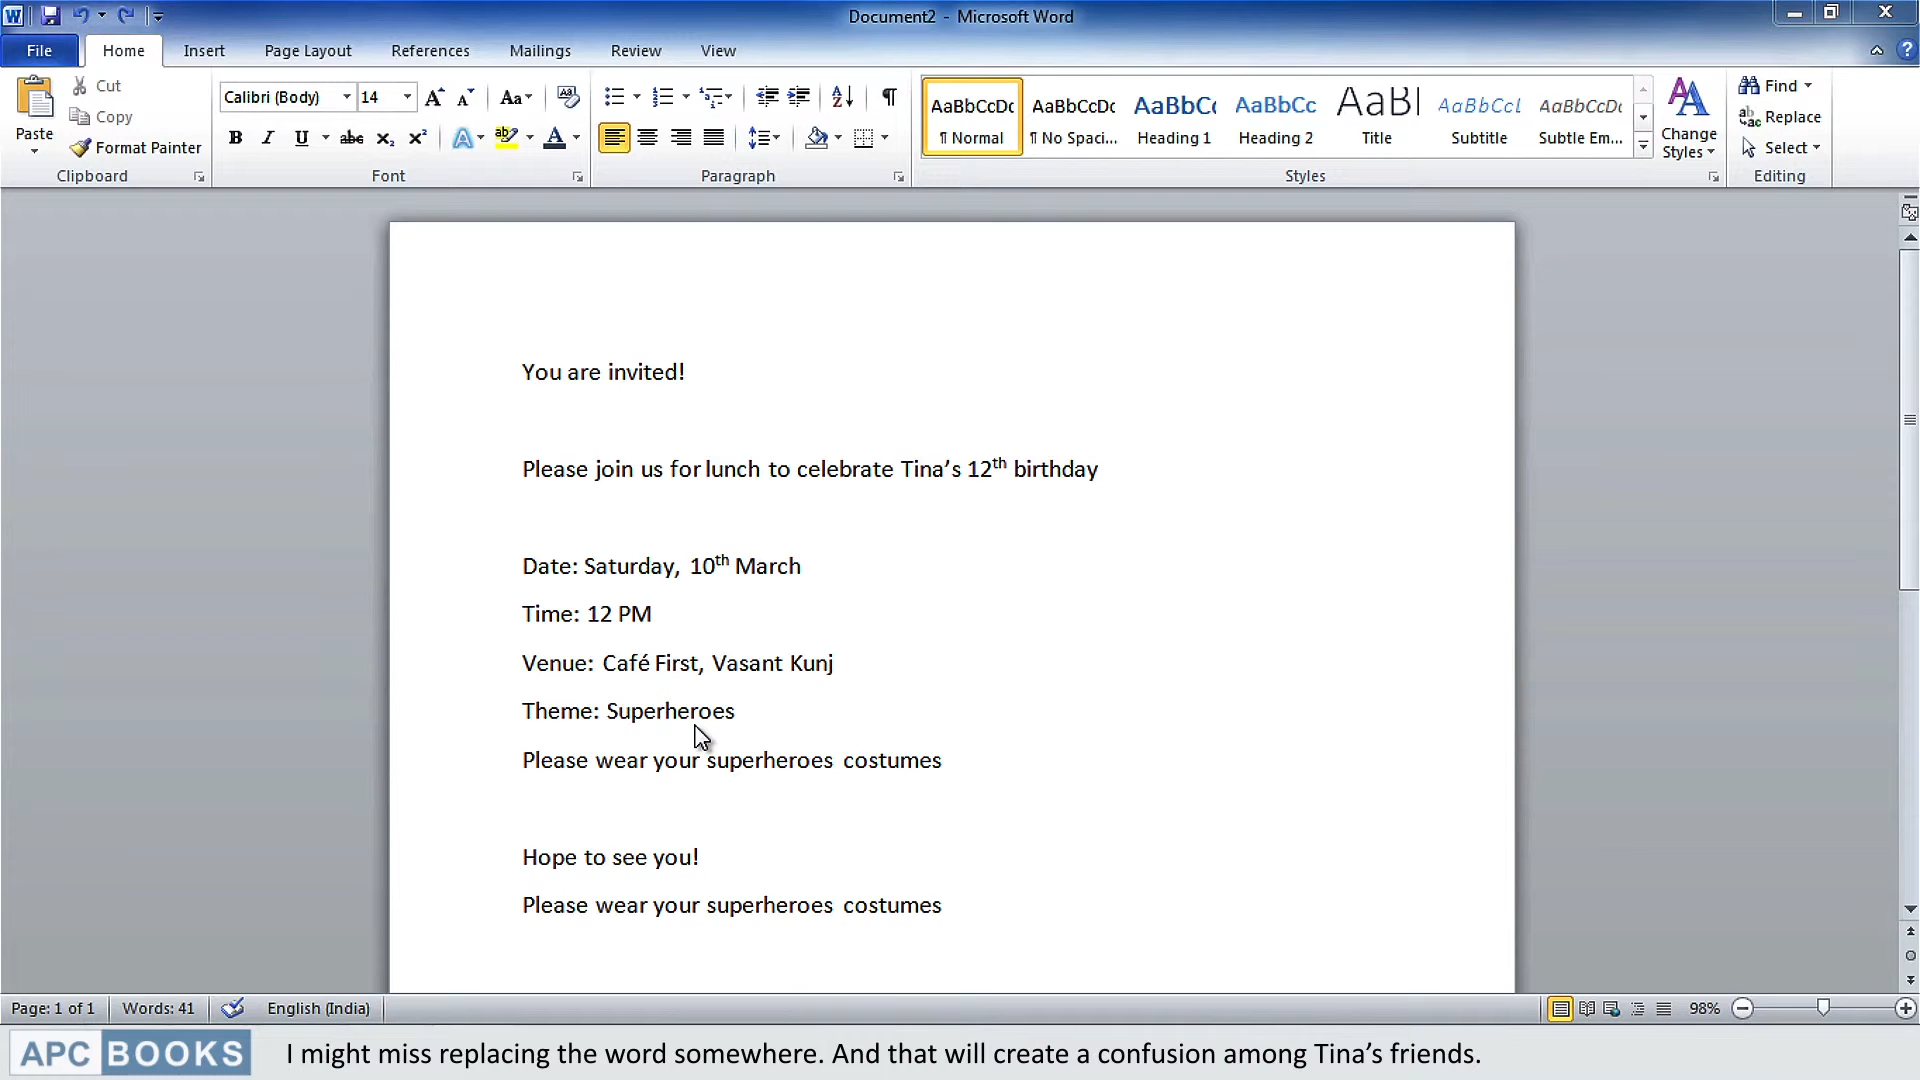 Document2 - Microsoft Word
File Home Insert Page Layout References Mailings Review View
Paste
Cut
Copy
Format Painter
Clipboard
Calibri (Body) 14
Font
Paragraph
AaBbCcDc AaBbCcDc AaBbCc AaBbCc AaBl AaBbCcL AaBbCcDc
¶ Normal ¶ No Spaci... Heading 1 Heading 2 Title Subtitle Subtle Em...
Change Styles
Styles
Find
Replace
Select
Editing
You are invited!
Please join us for lunch to celebrate Tina’s 12th birthday
Date: Saturday, 10th March
Time: 12 PM
Venue: Café First, Vasant Kunj
Theme: Superheroes
Please wear your superheroes costumes
Hope to see you!
Please wear your superheroes costumes
Page: 1 of 1 Words: 41 English (India) 98%
APC BOOKS I might miss replacing the word somewhere. And that will create a confusion among Tina’s friends.